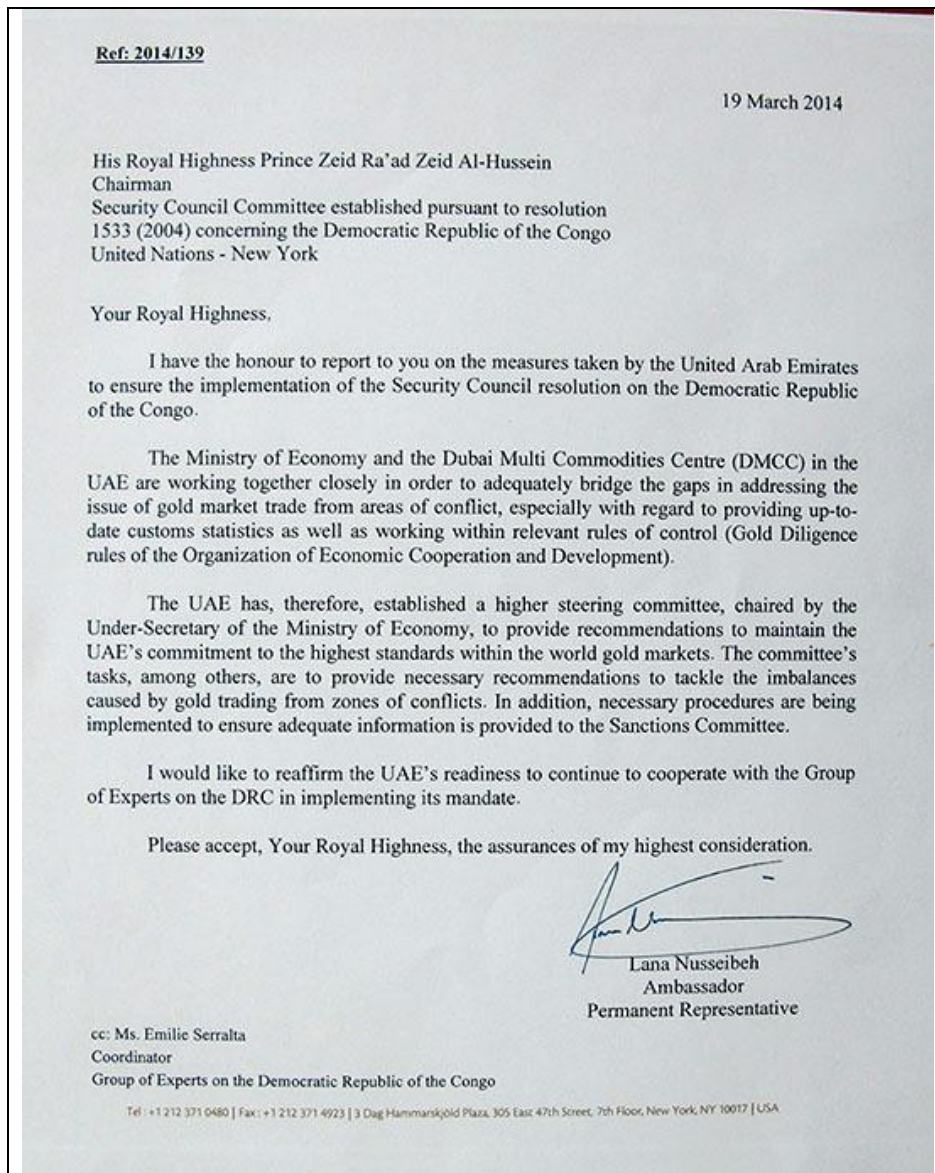 Ref: 2014/139
19 March 2014
His Royal Highness Prince Zeid Ra'ad Zeid Al-Hussein
Chairman
Security Council Committee established pursuant to resolution
1533 (2004) concerning the Democratic Republic of the Congo
United Nations - New York
Your Royal Highness,
I have the honour to report to you on the measures taken by the United Arab Emirates
to ensure the implementation of the Security Council resolution on the Democratic Republic
of the Congo.
The Ministry of Economy and the Dubai Multi Commodities Centre (DMCC) in the
UAE are working together closely in order to adequately bridge the gaps in addressing the
issue of gold market trade from areas of conflict, especially with regard to providing up-to-
date customs statistics as well as working within relevant rules of control (Gold Diligence
rules of the Organization of Economic Cooperation and Development).
The UAE has, therefore, established a higher steering committee, chaired by the
Under-Secretary of the Ministry of Economy, to provide recommendations to maintain the
UAE's commitment to the highest standards within the world gold markets. The committee's
tasks, among others, are to provide necessary recommendations to tackle the imbalances
caused by gold trading from zones of conflicts. In addition, necessary procedures are being
implemented to ensure adequate information is provided to the Sanctions Committee.
I would like to reaffirm the UAE's readiness to continue to cooperate with the Group
of Experts on the DRC in implementing its mandate.
Please accept, Your Royal Highness, the assurances of my highest consideration.
Lana Nusseibeh
Ambassador
Permanent Representative
cc: Ms. Emilie Serralta
Coordinator
Group of Experts on the Democratic Republic of the Congo
Tel : +1 212 371 0480 | Fax : +1 212 371 4923 | 3 Dag Hammarskjöld Plaza, 305 East 47th Street, 7th Floor, New York, NY 10017 | USA